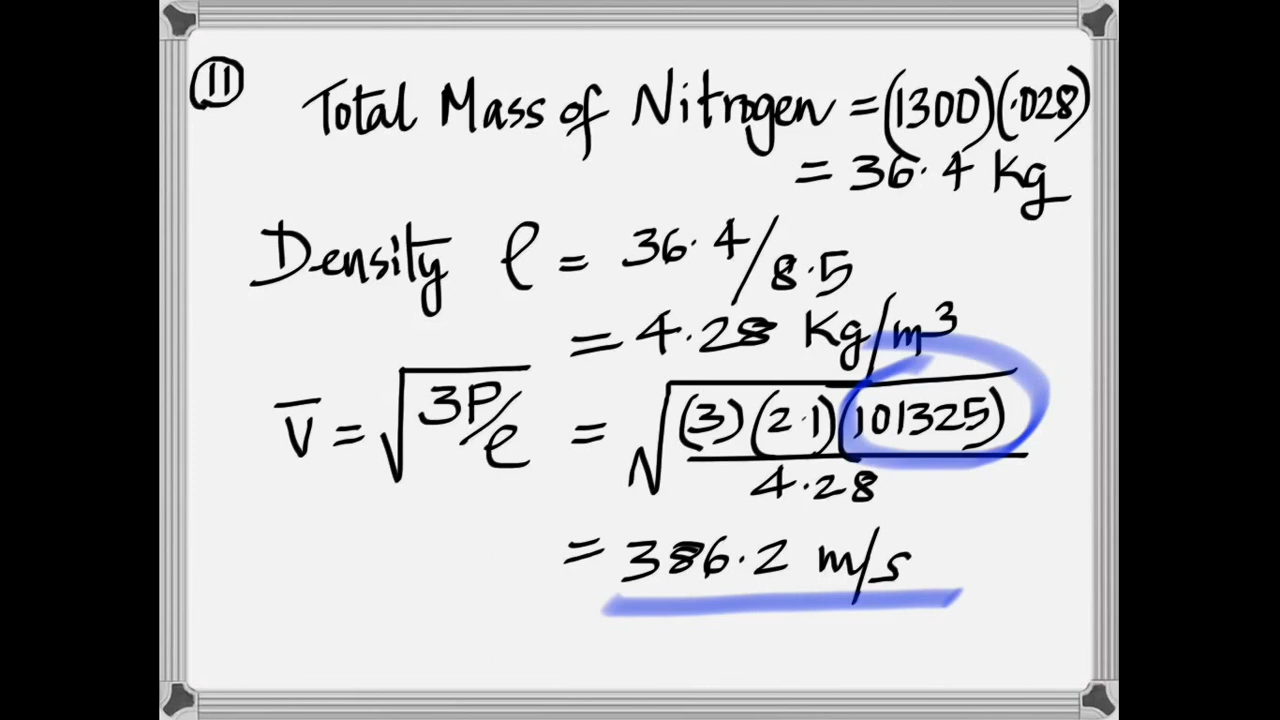 11 Total Mass of Nitrogen = (1300)(.028)
= 36.4 Kg
Density ρ = 36.4/8.5
= 4.28 Kg/m³
v̅ = √3P/ρ = √(3)(2.1)(101325)
4.28
= 386.2 m/s